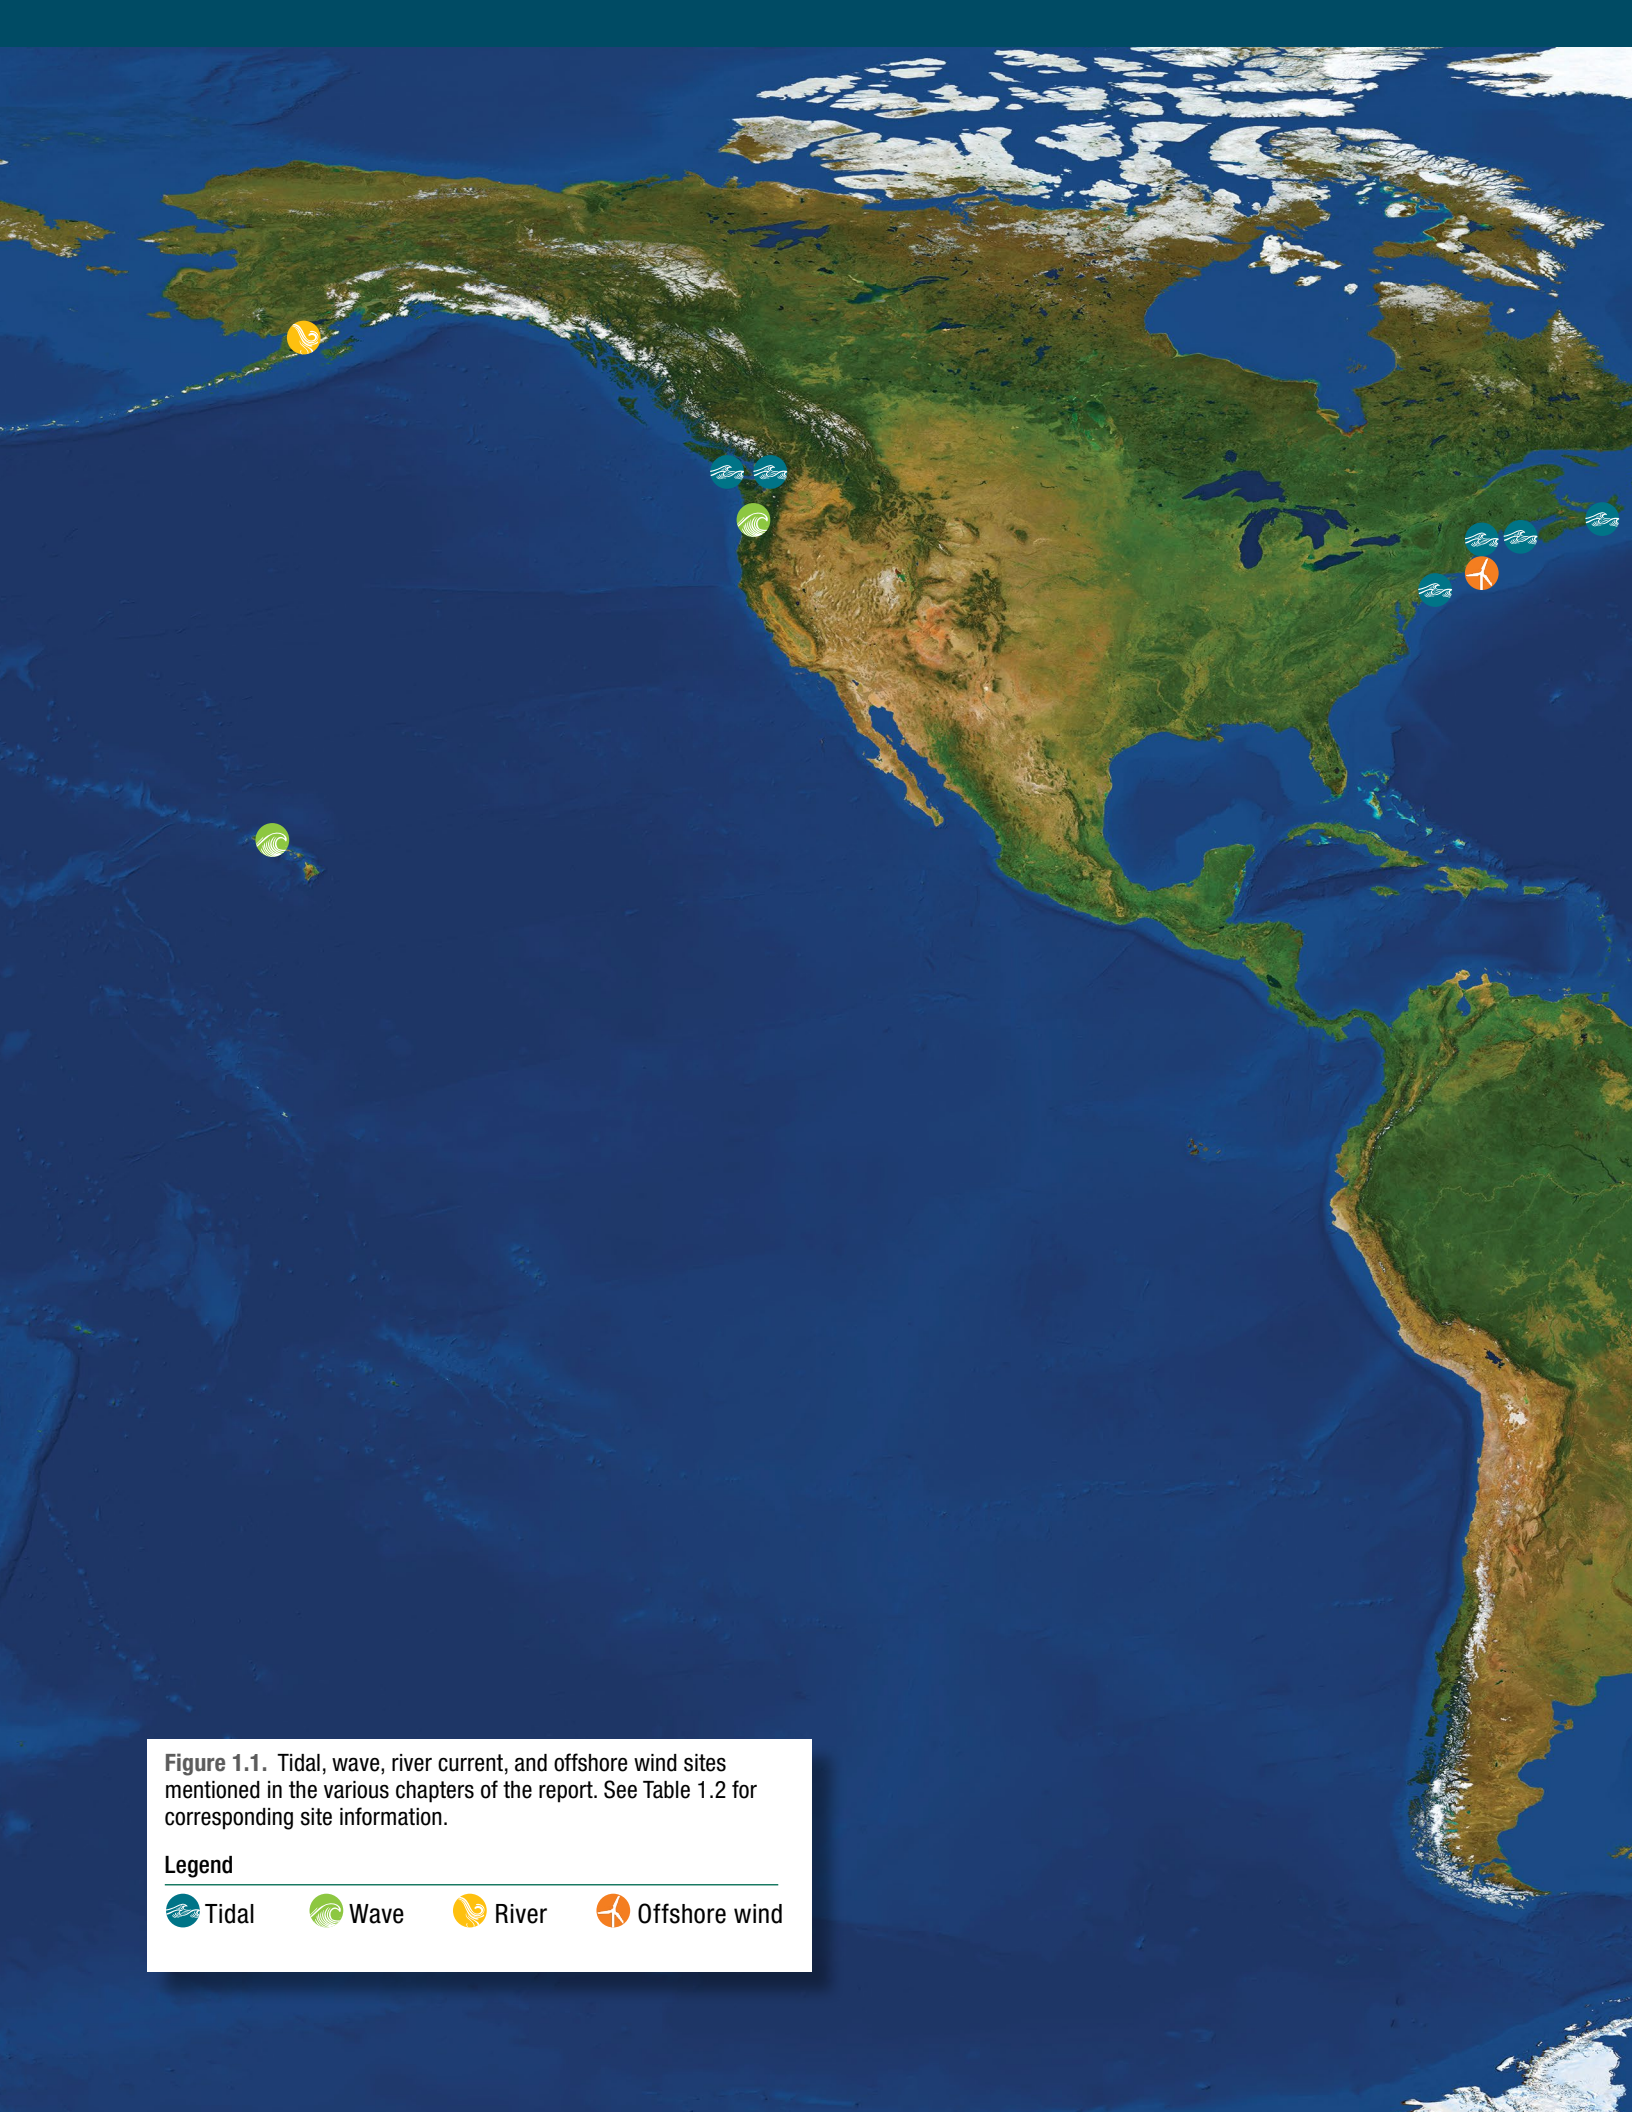 Figure 1.1. Tidal, wave, river current, and offshore wind sites
mentioned in the various chapters of the report. See Table 1.2 for
corresponding site information.
Legend
Tidal Wave River Offshore wind